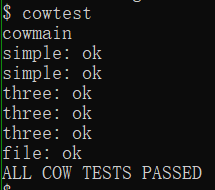 $ cowtest
cowmain
simple: ok
simple: ok
three: ok
three: ok
three: ok
file: ok
ALL COW TESTS PASSED
$